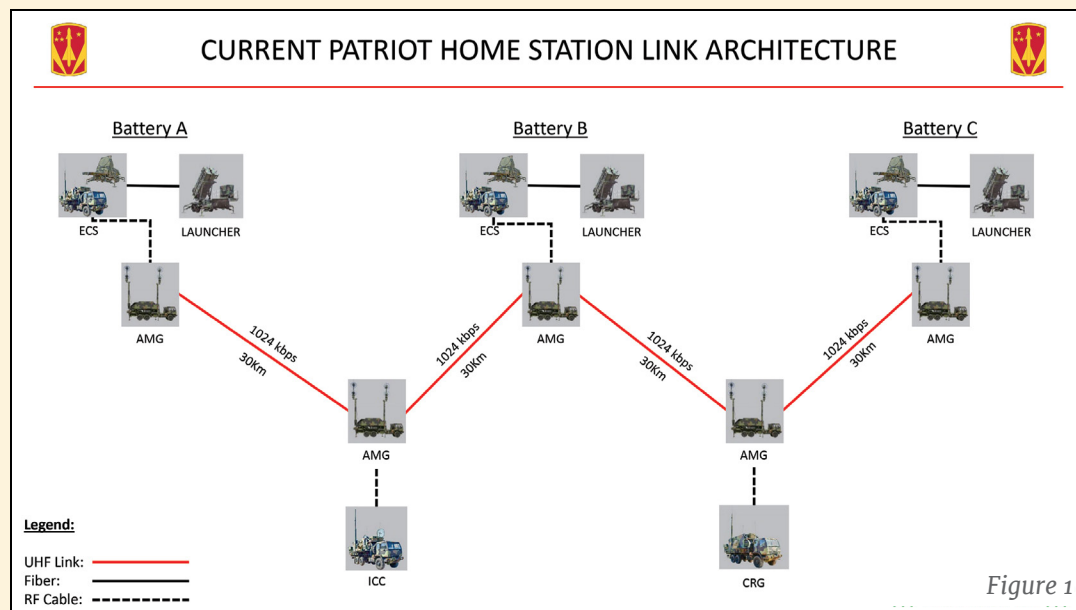 CURRENT PATRIOT HOME STATION LINK ARCHITECTURE
Battery A
Battery B
Battery C
ECS
LAUNCHER
ECS
LAUNCHER
ECS
LAUNCHER
AMG
AMG
AMG
1024 kbps
30Km
1024 kbps
30Km
1024 kbps
30Km
1024 kbps
30Km
AMG
AMG
ICC
CRG
Legend:
UHF Link:
Fiber:
RF Cable:
Figure 1